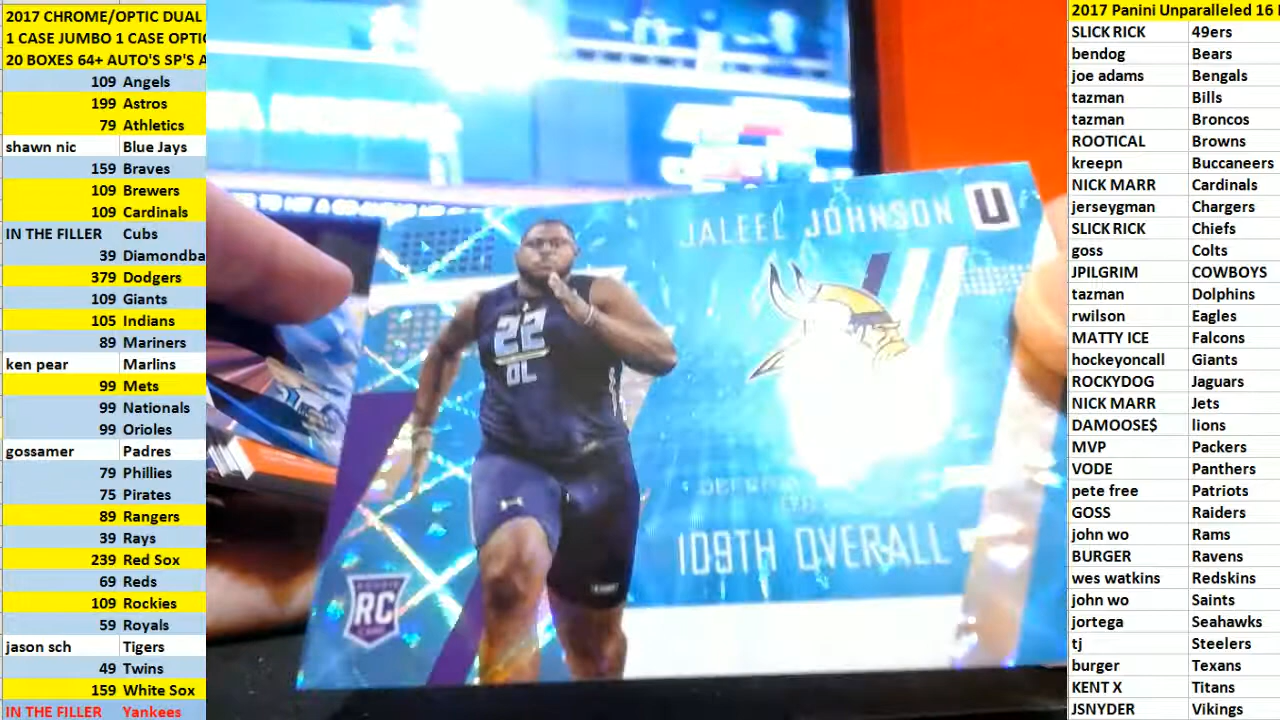 2017 CHROME/OPTIC DUAL
1 CASE JUMBO 1 CASE OPTIC
20 BOXES 64+ AUTO'S SP'S A
109 Angels
199 Astros
79 Athletics
shawn nic Blue Jays
159 Braves
109 Brewers
109 Cardinals
IN THE FILLER Cubs
39 Diamondba
379 Dodgers
109 Giants
105 Indians
89 Mariners
ken pear Marlins
99 Mets
99 Nationals
99 Orioles
gossamer Padres
79 Phillies
75 Pirates
89 Rangers
39 Rays
239 Red Sox
69 Reds
109 Rockies
59 Royals
jason sch Tigers
49 Twins
159 White Sox
IN THE FILLER Yankees
JALEEL JOHNSON U
22
OL
109TH OVERALL
ROOKIE
RC
CARD
2017 Panini Unparalleled 16
SLICK RICK 49ers
bendog Bears
joe adams Bengals
tazman Bills
tazman Broncos
ROOTICAL Browns
kreepn Buccaneers
NICK MARR Cardinals
jerseygman Chargers
SLICK RICK Chiefs
goss Colts
JPILGRIM COWBOYS
tazman Dolphins
rwilson Eagles
MATTY ICE Falcons
hockeyoncall Giants
ROCKYDOG Jaguars
NICK MARR Jets
DAMOOSE$ lions
MVP Packers
VODE Panthers
pete free Patriots
GOSS Raiders
john wo Rams
BURGER Ravens
wes watkins Redskins
john wo Saints
jortega Seahawks
tj Steelers
burger Texans
KENT X Titans
JSNYDER Vikings